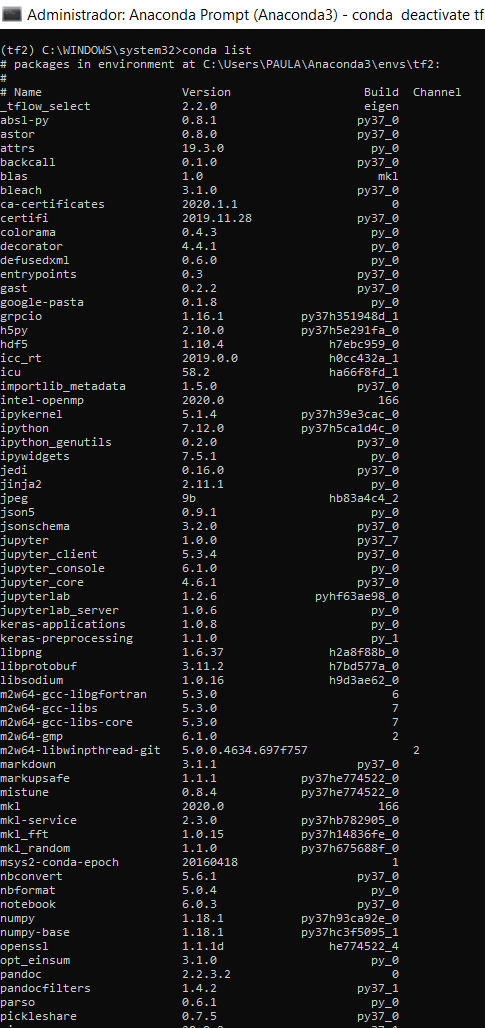 Administrador: Anaconda Prompt (Anaconda3) - conda  deactivate tf
(tf2) C:\WINDOWS\system32>conda list
# packages in environment at C:\Users\PAULA\Anaconda3\envs\tf2:
#
# Name                    Version                   Build  Channel
_tflow_select             2.2.0                     eigen
absl-py                   0.8.1                    py37_0
astor                     0.8.0                    py37_0
attrs                     19.3.0                     py_0
backcall                  0.1.0                    py37_0
blas                      1.0                         mkl
bleach                    3.1.0                    py37_0
ca-certificates           2020.1.1                      0
certifi                   2019.11.28               py37_0
colorama                  0.4.3                      py_0
decorator                 4.4.1                      py_0
defusedxml                0.6.0                      py_0
entrypoints               0.3                      py37_0
gast                      0.2.2                    py37_0
google-pasta              0.1.8                      py_0
grpcio                    1.16.1           py37h351948d_1
h5py                      2.10.0           py37h5e291fa_0
hdf5                      1.10.4               h7ebc959_0
icc_rt                    2019.0.0             h0cc432a_1
icu                       58.2                 ha66f8fd_1
importlib_metadata        1.5.0                    py37_0
intel-openmp              2020.0                      166
ipykernel                 5.1.4            py37h39e3cac_0
ipython                   7.12.0           py37h5ca1d4c_0
ipython_genutils          0.2.0                    py37_0
ipywidgets                7.5.1                      py_0
jedi                      0.16.0                   py37_0
jinja2                    2.11.1                     py_0
jpeg                      9b                   hb83a4c4_2
json5                     0.9.1                      py_0
jsonschema                3.2.0                    py37_0
jupyter                   1.0.0                    py37_7
jupyter_client            5.3.4                    py37_0
jupyter_console           6.1.0                      py_0
jupyter_core              4.6.1                    py37_0
jupyterlab                1.2.6              pyhf63ae98_0
jupyterlab_server         1.0.6                      py_0
keras-applications        1.0.8                      py_0
keras-preprocessing       1.1.0                      py_1
libpng                    1.6.37               h2a8f88b_0
libprotobuf               3.11.2               h7bd577a_0
libsodium                 1.0.16               h9d3ae62_0
m2w64-gcc-libgfortran     5.3.0                         6
m2w64-gcc-libs            5.3.0                         7
m2w64-gcc-libs-core       5.3.0                         7
m2w64-gmp                 6.1.0                         2
m2w64-libwinpthread-git   5.0.0.4634.697f757               2
markdown                  3.1.1                    py37_0
markupsafe                1.1.1            py37he774522_0
mistune                   0.8.4            py37he774522_0
mkl                       2020.0                      166
mkl-service               2.3.0            py37hb782905_0
mkl_fft                   1.0.15           py37h14836fe_0
mkl_random                1.1.0            py37h675688f_0
msys2-conda-epoch         20160418                      1
nbconvert                 5.6.1                    py37_0
nbformat                  5.0.4                      py_0
notebook                  6.0.3                    py37_0
numpy                     1.18.1           py37h93ca92e_0
numpy-base                1.18.1           py37hc3f5095_1
openssl                   1.1.1d               he774522_4
opt_einsum                3.1.0                      py_0
pandoc                    2.2.3.2                       0
pandocfilters             1.4.2                    py37_1
parso                     0.6.1                      py_0
pickleshare               0.7.5                    py37_0